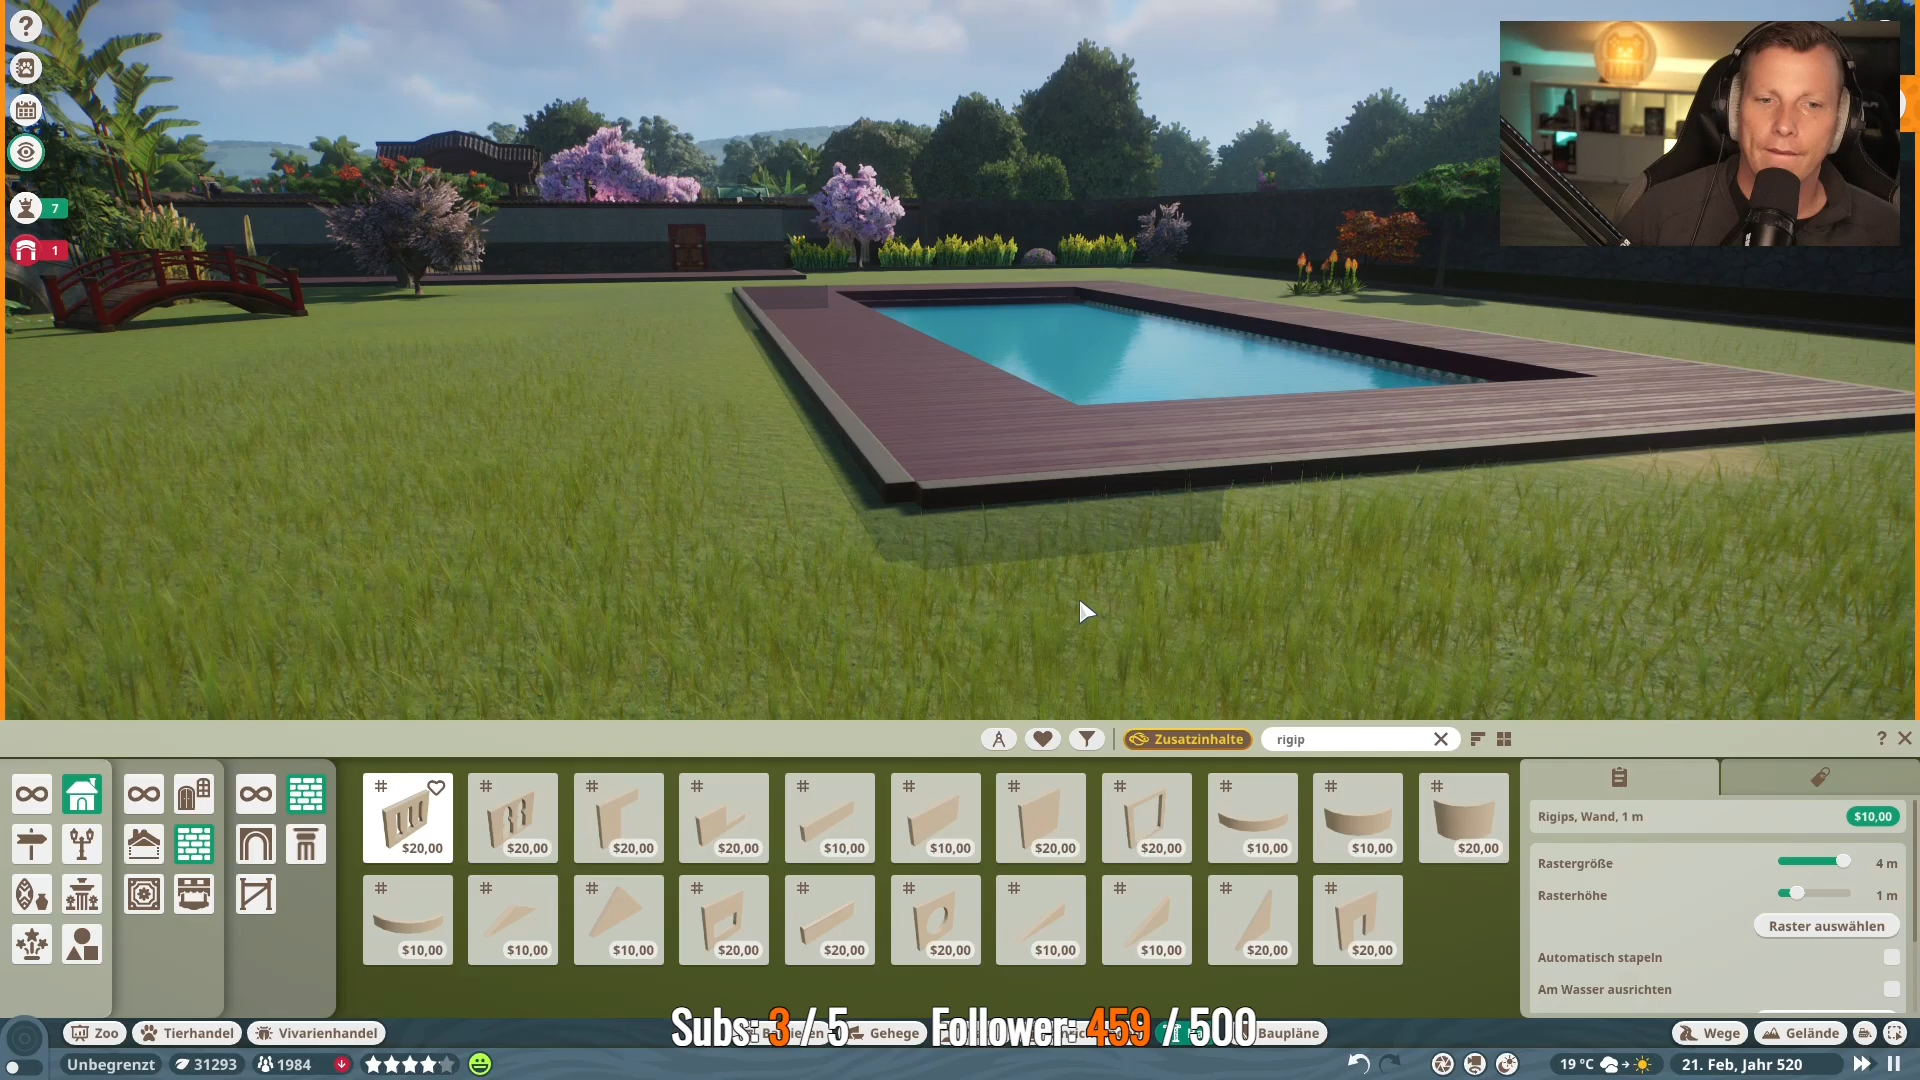 7
1
Zusatzinhalte
rigip
?
$20,00
$20,00
$20,00
$20,00
$10,00
$10,00
$20,00
$20,00
$10,00
$10,00
$20,00
$10,00
$10,00
$10,00
$20,00
$20,00
$20,00
$10,00
$10,00
$20,00
$20,00
Rigips, Wand, 1 m
$10,00
Rastergröße
4 m
Rasterhöhe
1 m
Raster auswählen
Automatisch stapeln
Am Wasser ausrichten
Subs: 3 / 5
Follower: 459 / 500
Zoo
Tierhandel
Vivarienhandel
Gehege
Baupläne
Wege
Gelände
Unbegrenzt
31293
1984
19 °C
21. Feb, Jahr 520